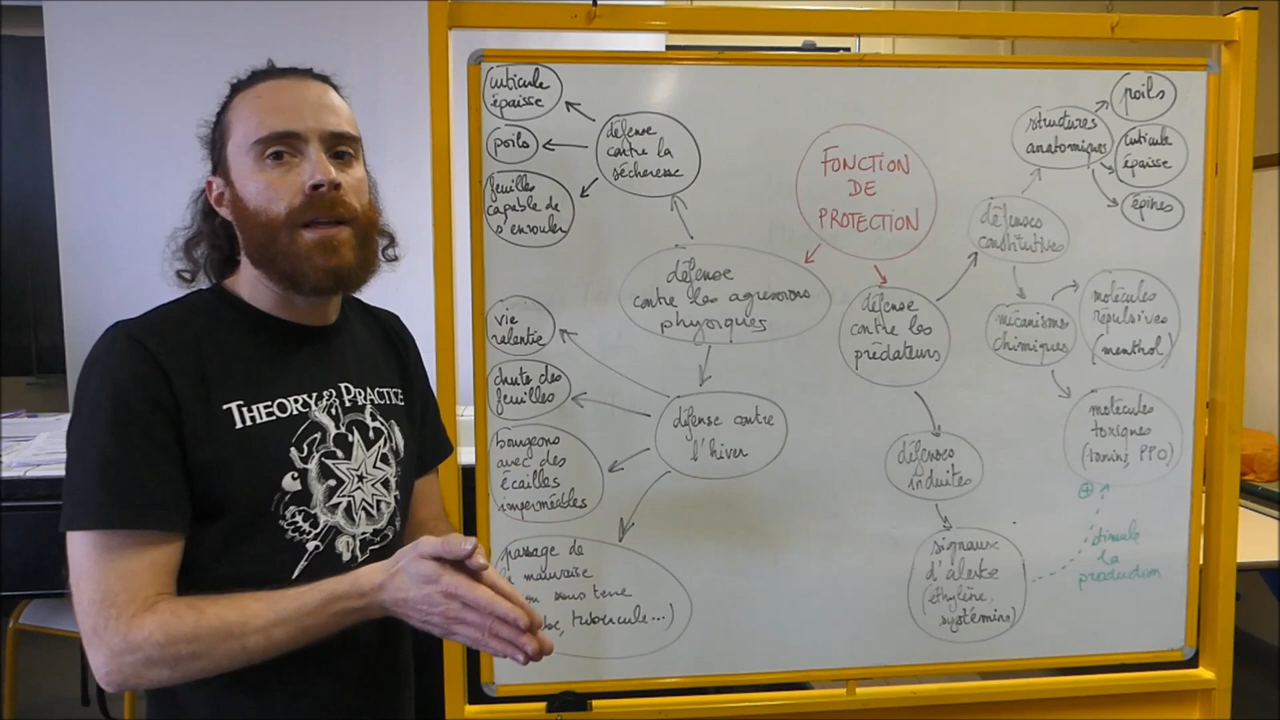 THEORY & PRACTICE
FONCTION
DE
PROTECTION
défense
contre les agressions
physiques
défense
contre la
sécheresse
cuticule
épaisse
poils
feuilles
capable de
s'enrouler
défense contre
l'hiver
vie
ralentie
chute des
feuilles
bourgeons
avec des
écailles
imperméables
passage de
mauvaise
sous terre
tubercule...)
défense
contre les
prédateurs
défenses
constitutives
structures
anatomiques
poils
cuticule
épaisse
épines
mécanismes
chimiques
molécules
répulsives
(menthol)
molécules
toxiques
(tanins, PPO)
défenses
induites
signaux
d'alerte
(éthylène,
systémine)
⊕
stimule
la
production